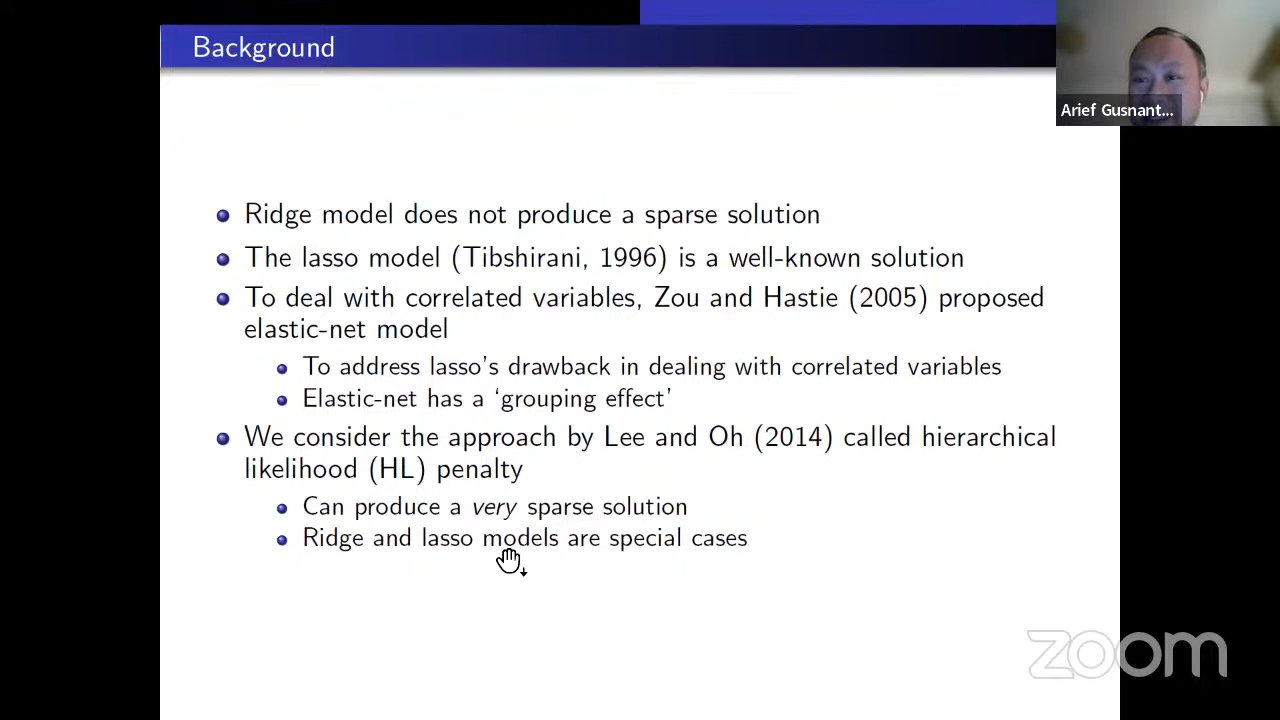 Background
Arief Gusnant...
Ridge model does not produce a sparse solution
The lasso model (Tibshirani, 1996) is a well-known solution
To deal with correlated variables, Zou and Hastie (2005) proposed
elastic-net model
To address lasso's drawback in dealing with correlated variables
Elastic-net has a ‘grouping effect’
We consider the approach by Lee and Oh (2014) called hierarchical
likelihood (HL) penalty
Can produce a very sparse solution
Ridge and lasso models are special cases
zoom